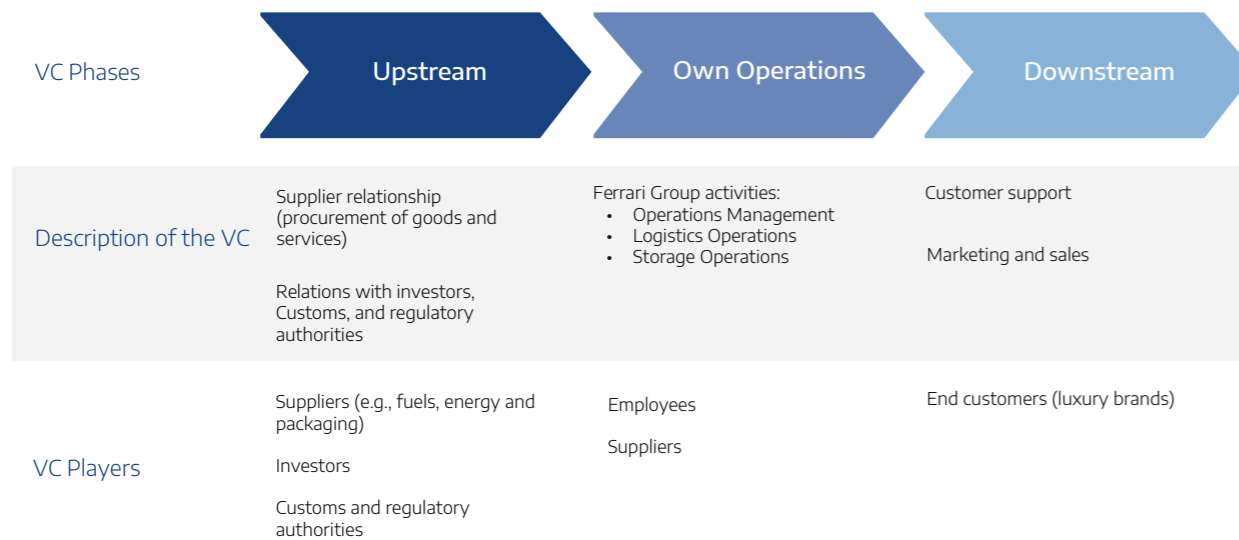 VC Phases
Upstream
Own Operations
Downstream
Description of the VC
Supplier relationship
(procurement of goods and
services)
Relations with investors,
Customs, and regulatory
authorities
Ferrari Group activities:
• Operations Management
• Logistics Operations
• Storage Operations
Customer support
Marketing and sales
VC Players
Suppliers (e.g., fuels, energy and
packaging)
Investors
Customs and regulatory
authorities
Employees
Suppliers
End customers (luxury brands)